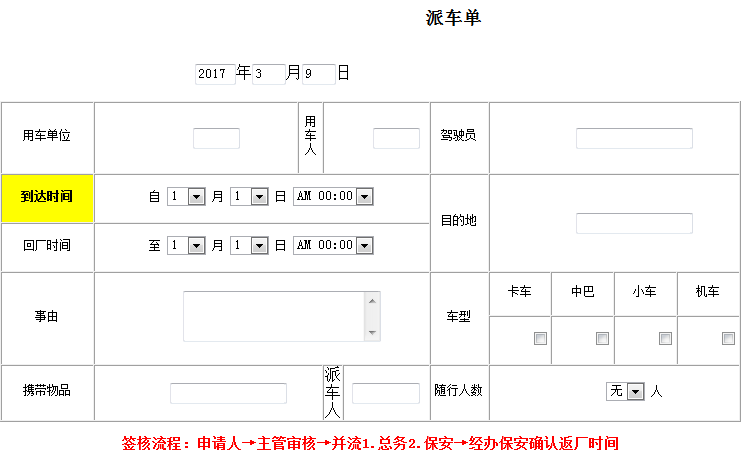 派车单
2017 年 3 月 9 日
用车单位 用车人 驾驶员
到达时间 自 1 月 1 日 AM 00:00 目的地
回厂时间 至 1 月 1 日 AM 00:00
事由 车型 卡车 中巴 小车 机车
携带物品 派车人 随行人数 无 人
签核流程：申请人→主管审核→并流1.总务2.保安→经办保安确认返厂时间